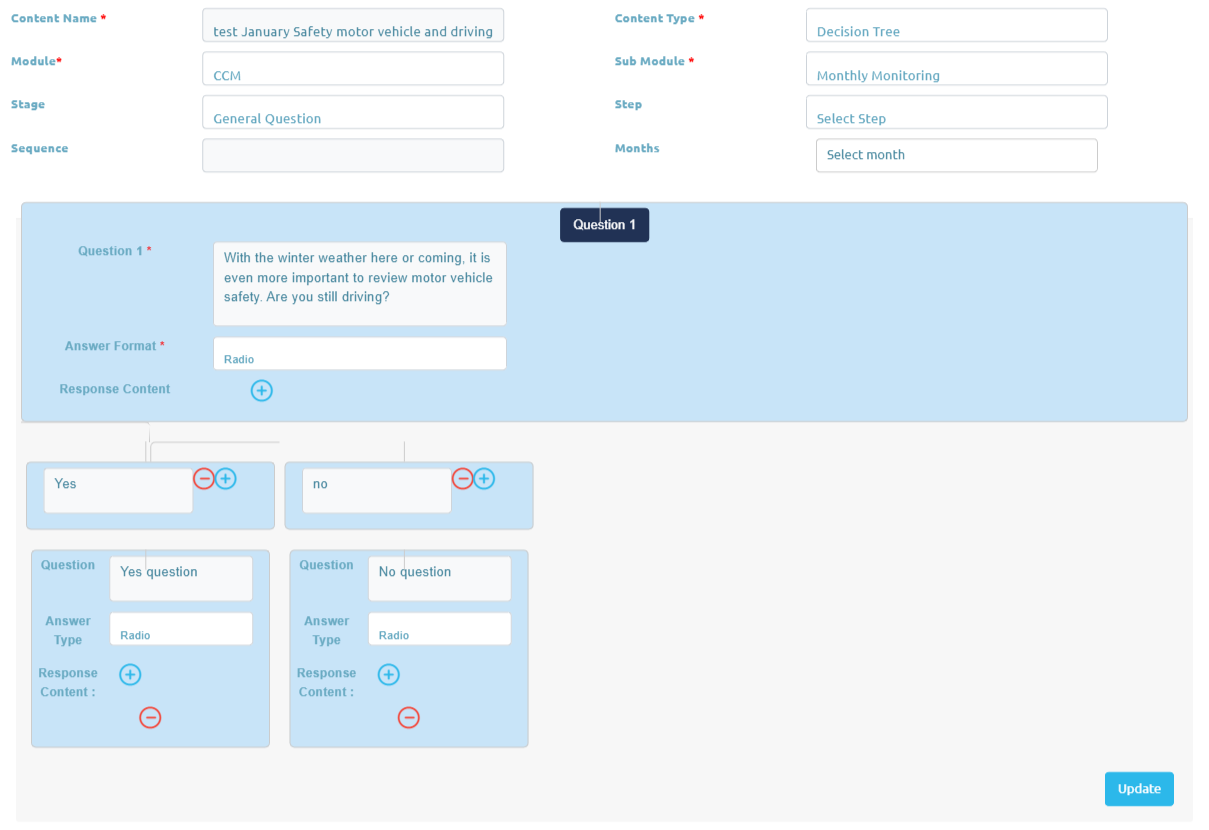 Content Name *
test January Safety motor vehicle and driving
Content Type *
Decision Tree
Module*
CCM
Sub Module *
Monthly Monitoring
Stage
General Question
Step
Select Step
Sequence
Months
Select month
Question 1
Question 1 *
With the winter weather here or coming, it is
even more important to review motor vehicle
safety. Are you still driving?
Answer Format *
Radio
Response Content
Yes
no
Question
Yes question
Answer
Type
Radio
Response
Content :
Question
No question
Answer
Type
Radio
Response
Content :
Update